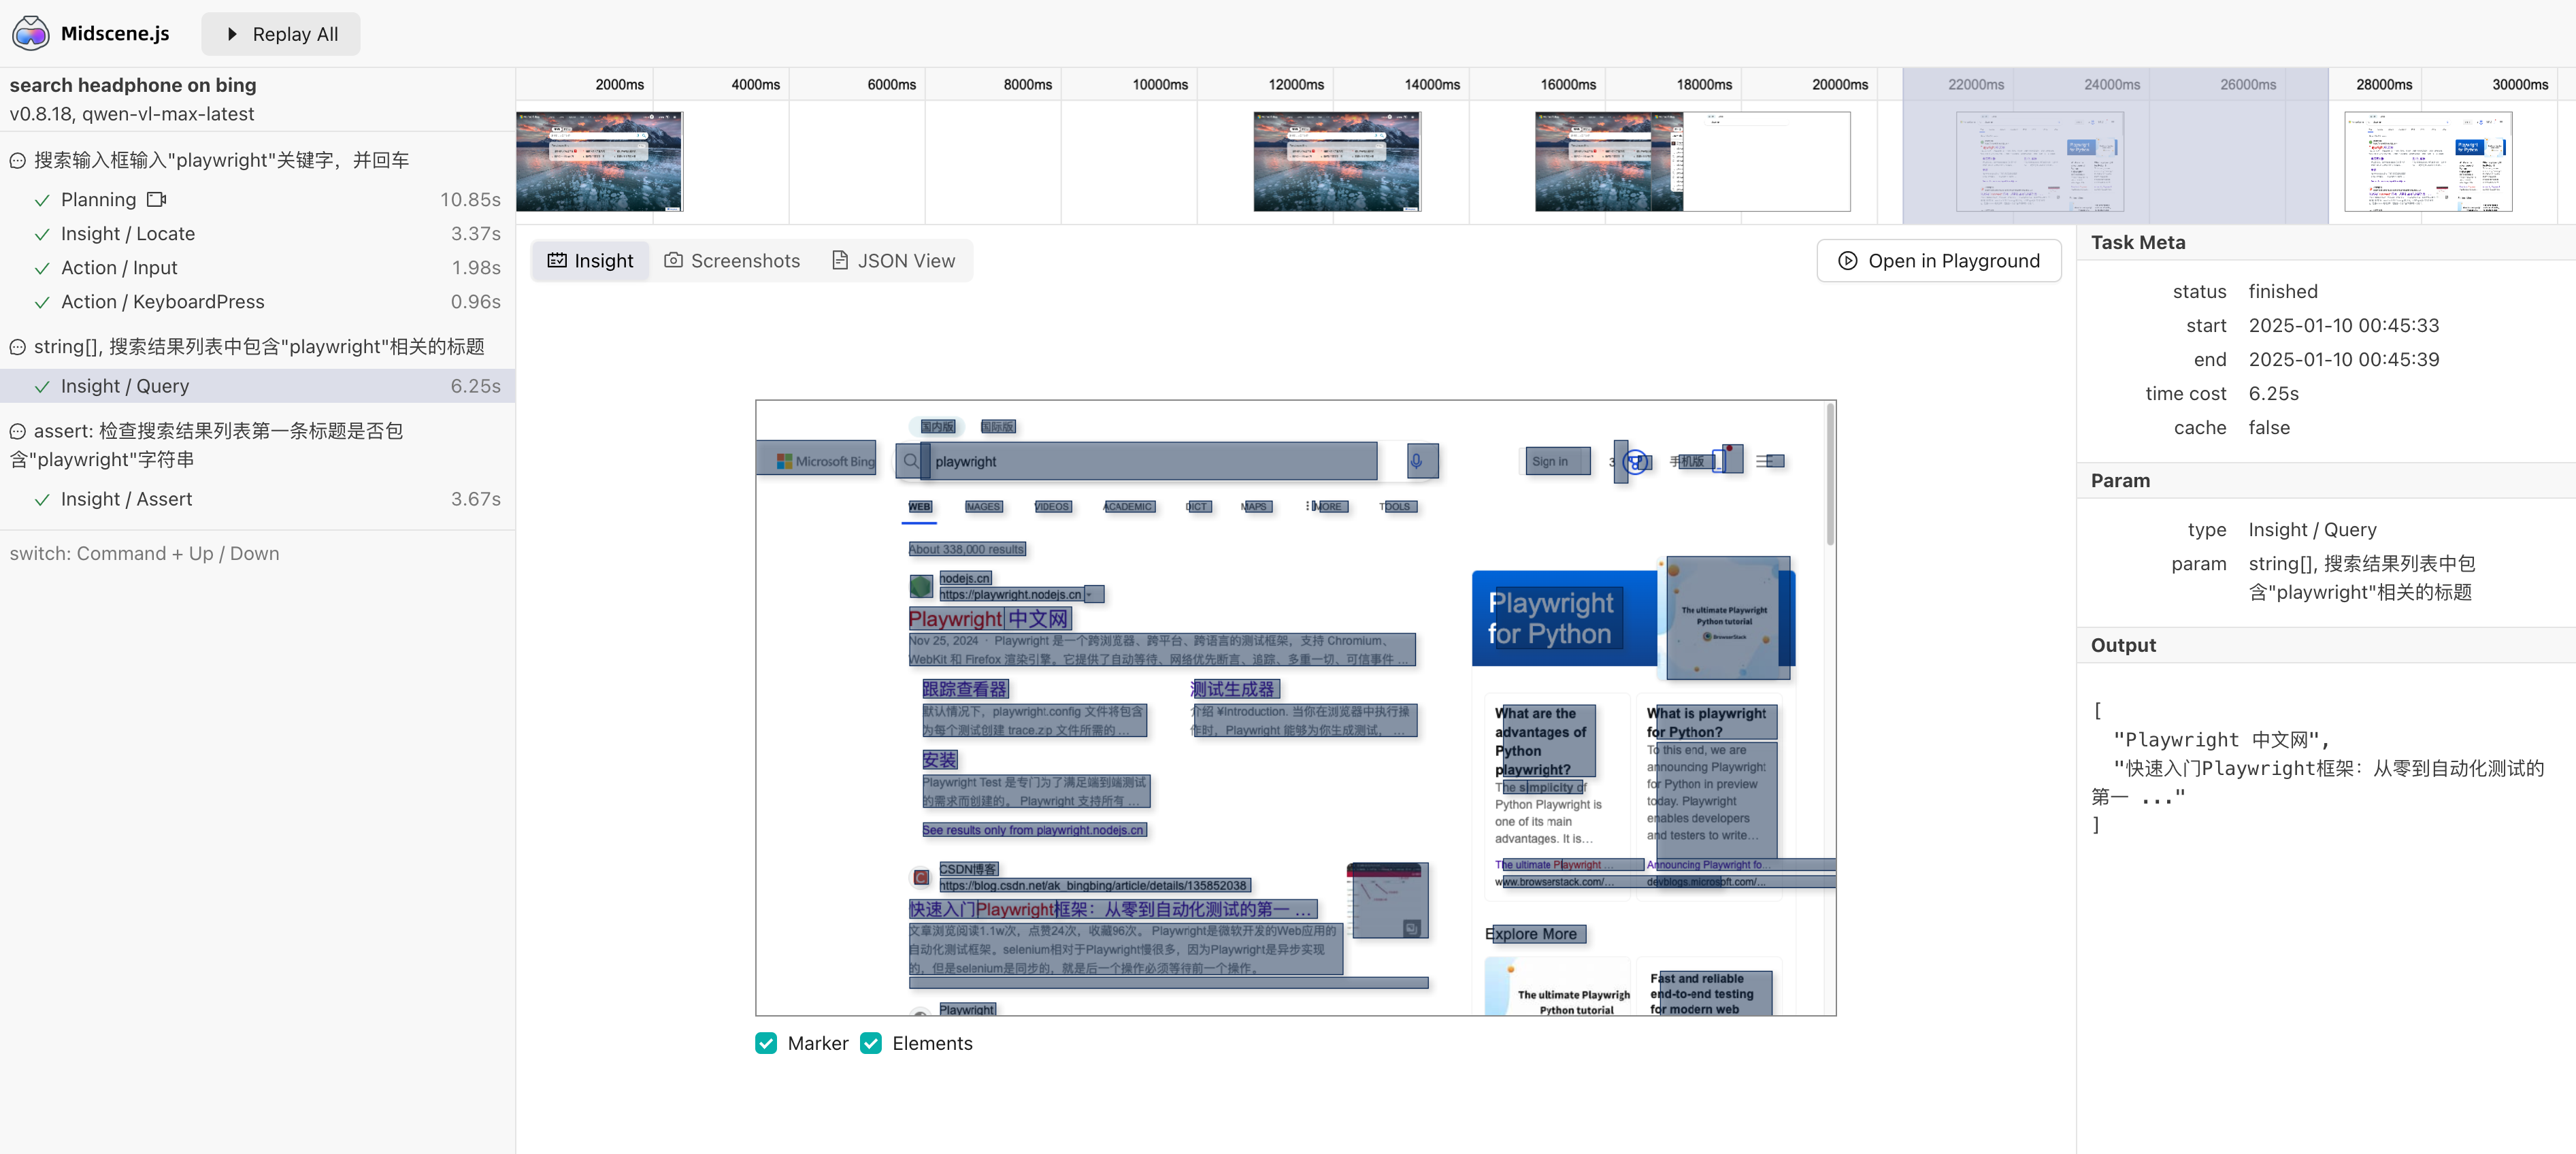 Midscene.js
Replay All
search headphone on bing
v0.8.18, qwen-vl-max-latest
搜索输入框输入"playwright"关键字，并回车
Planning 10.85s
Insight / Locate 3.37s
Action / Input 1.98s
Action / KeyboardPress 0.96s
string[], 搜索结果列表中包含"playwright"相关的标题
Insight / Query 6.25s
assert: 检查搜索结果列表第一条标题是否包
含"playwright"字符串
Insight / Assert 3.67s
switch: Command + Up / Down
2000ms 4000ms 6000ms 8000ms 10000ms 12000ms 14000ms 16000ms 18000ms 20000ms 22000ms 24000ms 26000ms 28000ms 30000ms
Insight Screenshots JSON View
Open in Playground
国内版 国际版
Microsoft Bing
playwright
Sign in
3
手机版
WEB IMAGES VIDEOS ACADEMIC DICT MAPS MORE TOOLS
About 338,000 results
nodejs.cn
https://playwright.nodejs.cn
Playwright 中文网
Nov 25, 2024 · Playwright 是一个跨浏览器、跨平台、跨语言的测试框架，支持 Chromium、
WebKit 和 Firefox 渲染引擎。它提供了自动等待、网络优先断言、追踪、多重一切、可信事件 ...
跟踪查看器
默认情况下，playwright.config 文件将包含
为每个测试创建 trace.zip 文件所需的 ...
测试生成器
介绍 ¥Introduction. 当你在浏览器中执行操
作时，Playwright 能够为你生成测试， ...
安装
Playwright Test 是专门为了满足端到端测试
的需求而创建的。 Playwright 支持所有 ...
See results only from playwright.nodejs.cn
CSDN博客
https://blog.csdn.net/ak_bingbing/article/details/135852038
快速入门Playwright框架：从零到自动化测试的第一 ...
文章浏览阅读1.1w次，点赞24次，收藏96次。 Playwright是微软开发的Web应用的
自动化测试框架。selenium相对于Playwright慢很多，因为Playwright是异步实现
的，但是selenium是同步的，就是后一个操作必须等待前一个操作。
Playwright
Playwright
for Python
The ultimate Playwright
Python tutorial
BrowserStack
What are the
advantages of
Python
playwright?
The simplicity of
Python Playwright is
one of its main
advantages. It is...
The ultimate Playwright ...
www.browserstack.com/...
What is playwright
for Python?
To this end, we are
announcing Playwright
for Python in preview
today. Playwright
enables developers
and testers to write...
Announcing Playwright fo...
devblogs.microsoft.com/...
Explore More
The ultimate Playwrigh
Python tutorial
Fast and reliable
end-to-end testing
for modern web
Marker Elements
Task Meta
status finished
start 2025-01-10 00:45:33
end 2025-01-10 00:45:39
time cost 6.25s
cache false
Param
type Insight / Query
param string[], 搜索结果列表中包
含"playwright"相关的标题
Output
[
"Playwright 中文网",
"快速入门Playwright框架：从零到自动化测试的
第一 ..."
]